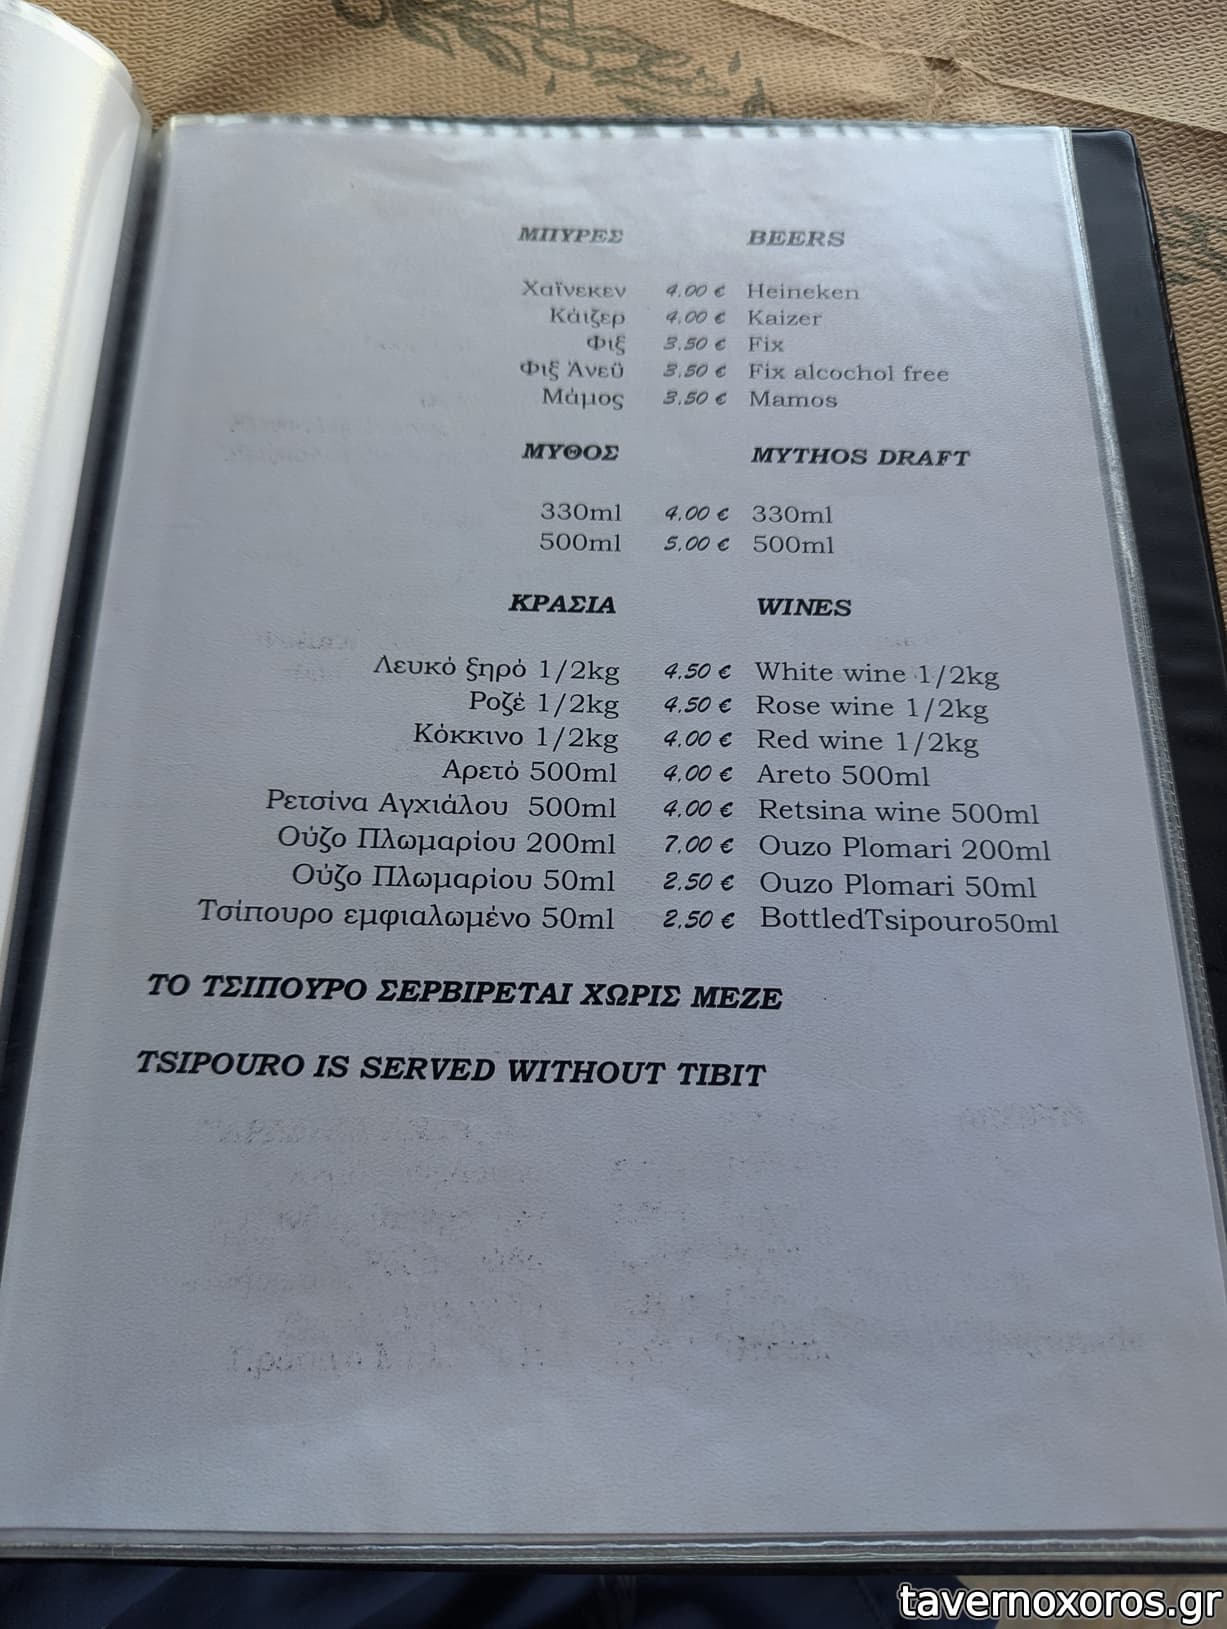 ΜΠΥΡΕΣ BEERS
Χαΐνεκεν 4.00 € Heineken
Κάιζερ 4.00 € Kaizer
Φιξ 3.50 € Fix
Φιξ Άνεϋ 3.50 € Fix alcochol free
Μάμος 3.50 € Mamos
ΜΥΘΟΣ MYTHOS DRAFT
330ml 4.00 € 330ml
500ml 5.00 € 500ml
ΚΡΑΣΙΑ WINES
Λευκό ξηρό 1/2kg 4.50 € White wine 1/2kg
Ροζέ 1/2kg 4.50 € Rose wine 1/2kg
Κόκκινο 1/2kg 4.00 € Red wine 1/2kg
Αρετό 500ml 4.00 € Areto 500ml
Ρετσίνα Αγχιάλου 500ml 4.00 € Retsina wine 500ml
Ούζο Πλωμαρίου 200ml 7.00 € Ouzo Plomari 200ml
Ούζο Πλωμαρίου 50ml 2.50 € Ouzo Plomari 50ml
Τσίπουρο εμφιαλωμένο 50ml 2.50 € BottledTsipouro50ml
ΤΟ ΤΣΙΠΟΥΡΟ ΣΕΡΒΙΡΕΤΑΙ ΧΩΡΙΣ ΜΕΖΕ
TSIPOURO IS SERVED WITHOUT TIBIT
tavernoxoros.gr